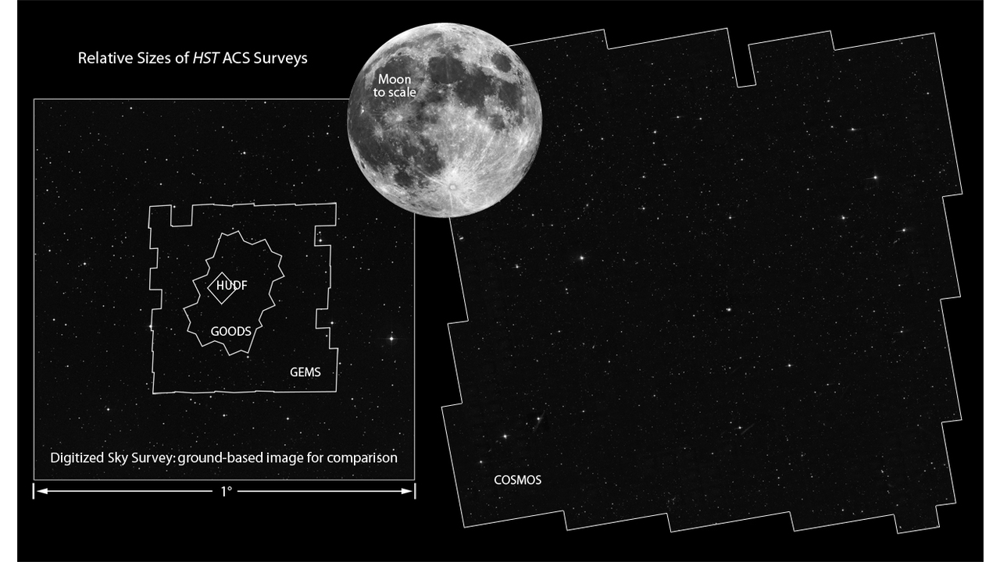 Relative Sizes of HST ACS Surveys
Moon
to scale
HUDF
GOODS
GEMS
Digitized Sky Survey: ground-based image for comparison
1°
COSMOS